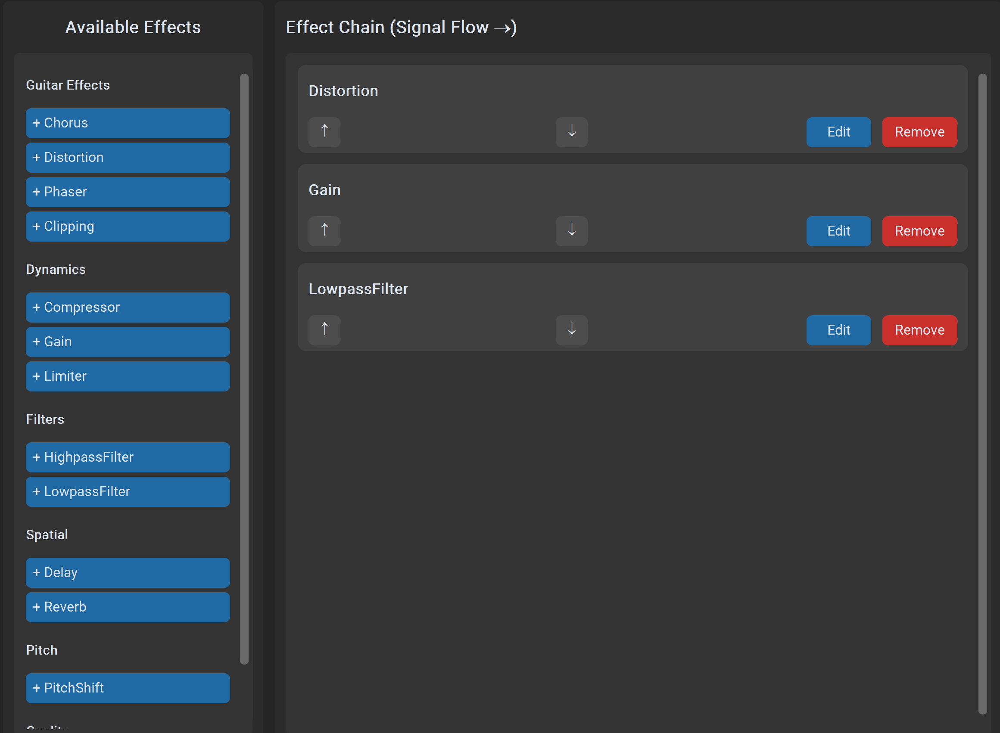 Available Effects
Guitar Effects
+ Chorus
+ Distortion
+ Phaser
+ Clipping
Dynamics
+ Compressor
+ Gain
+ Limiter
Filters
+ HighpassFilter
+ LowpassFilter
Spatial
+ Delay
+ Reverb
Pitch
+ PitchShift
Quality
Effect Chain (Signal Flow →)
Distortion
↑ ↓ Edit Remove
Gain
↑ ↓ Edit Remove
LowpassFilter
↑ ↓ Edit Remove